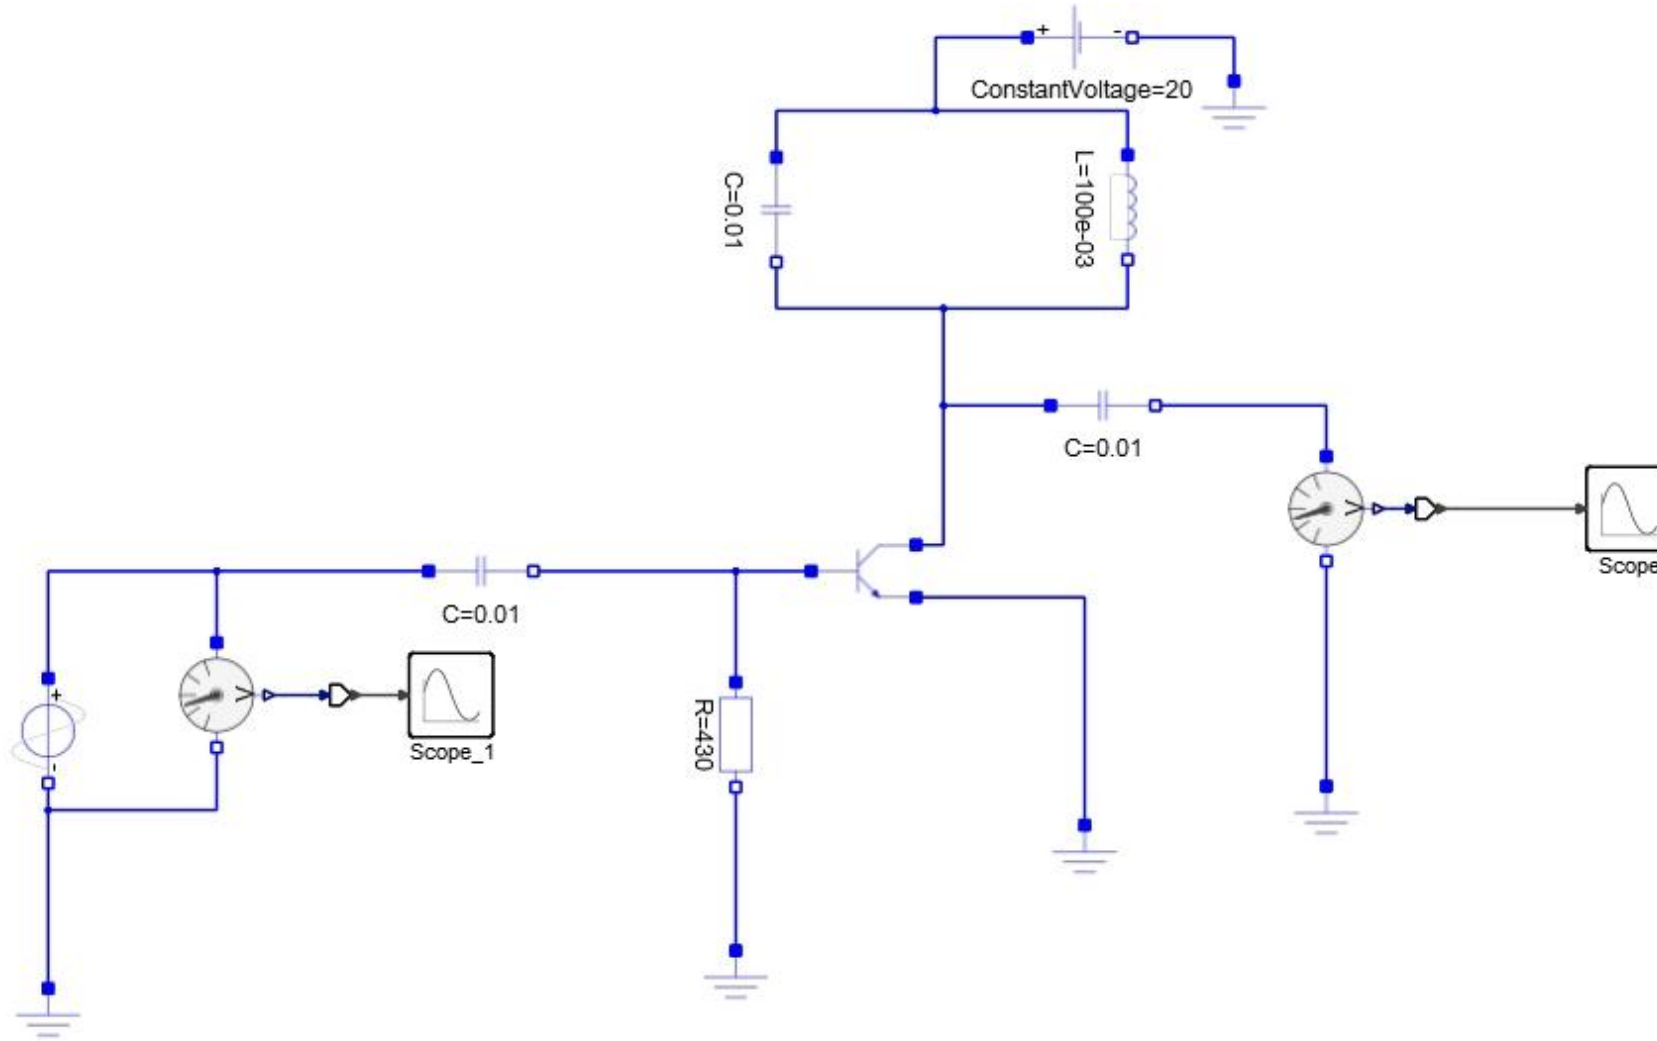 +
-
ConstantVoltage=20
C=0.01
L=100e-03
C=0.01
V
Scope
C=0.01
+
-
V
Scope_1
R=430